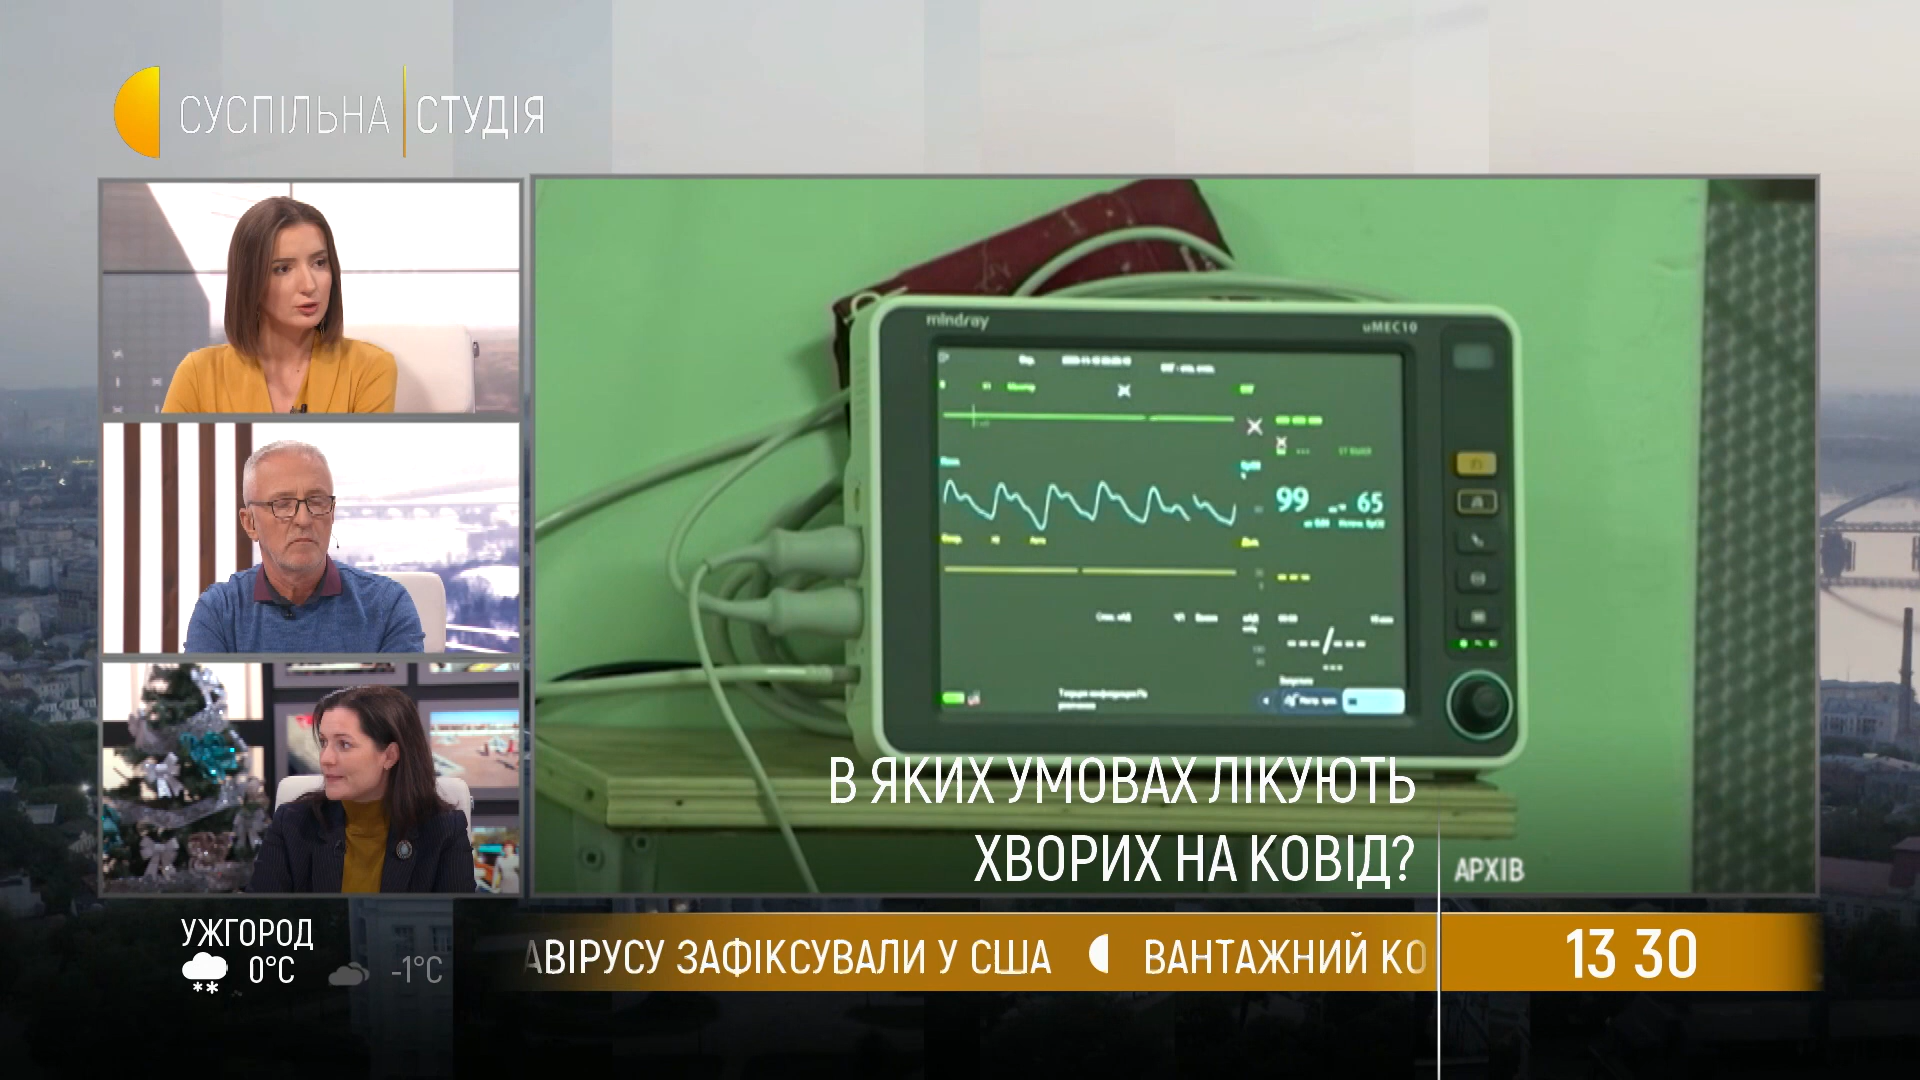 СУСПІЛЬНА СТУДІЯ
mindray
uMEC10
99
65
---/---
В ЯКИХ УМОВАХ ЛІКУЮТЬ
ХВОРИХ НА КОВІД?
АРХІВ
УЖГОРОД
0°C
-1°C
АВІРУСУ ЗАФІКСУВАЛИ У США
ВАНТАЖНИЙ КО
13 30